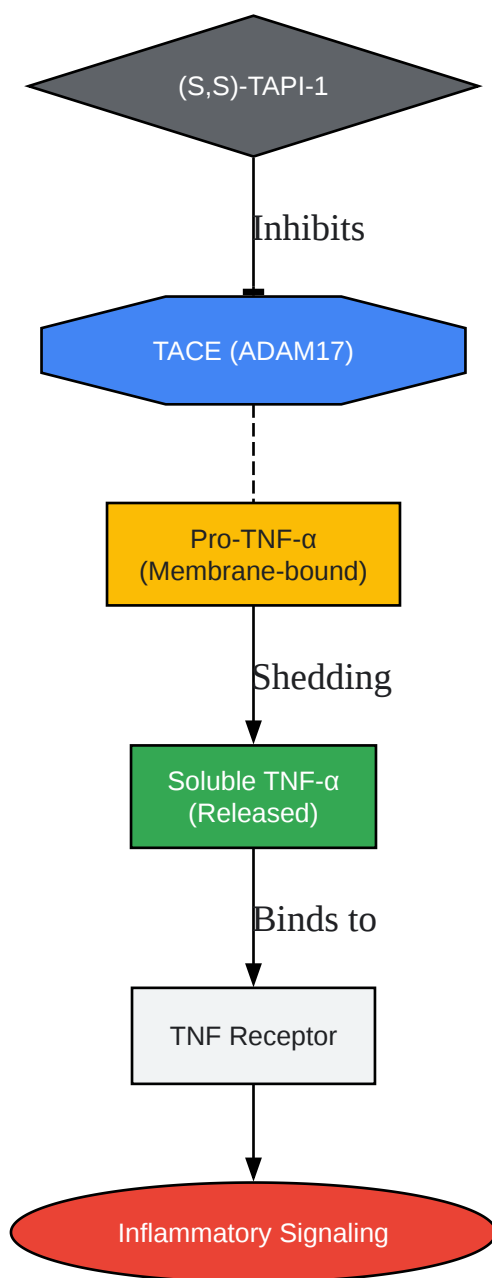 (S,S)-TAPI-1
Inhibits
TACE (ADAM17)
Pro-TNF-α
(Membrane-bound)
Shedding
Soluble TNF-α
(Released)
Binds to
TNF Receptor
Inflammatory Signaling